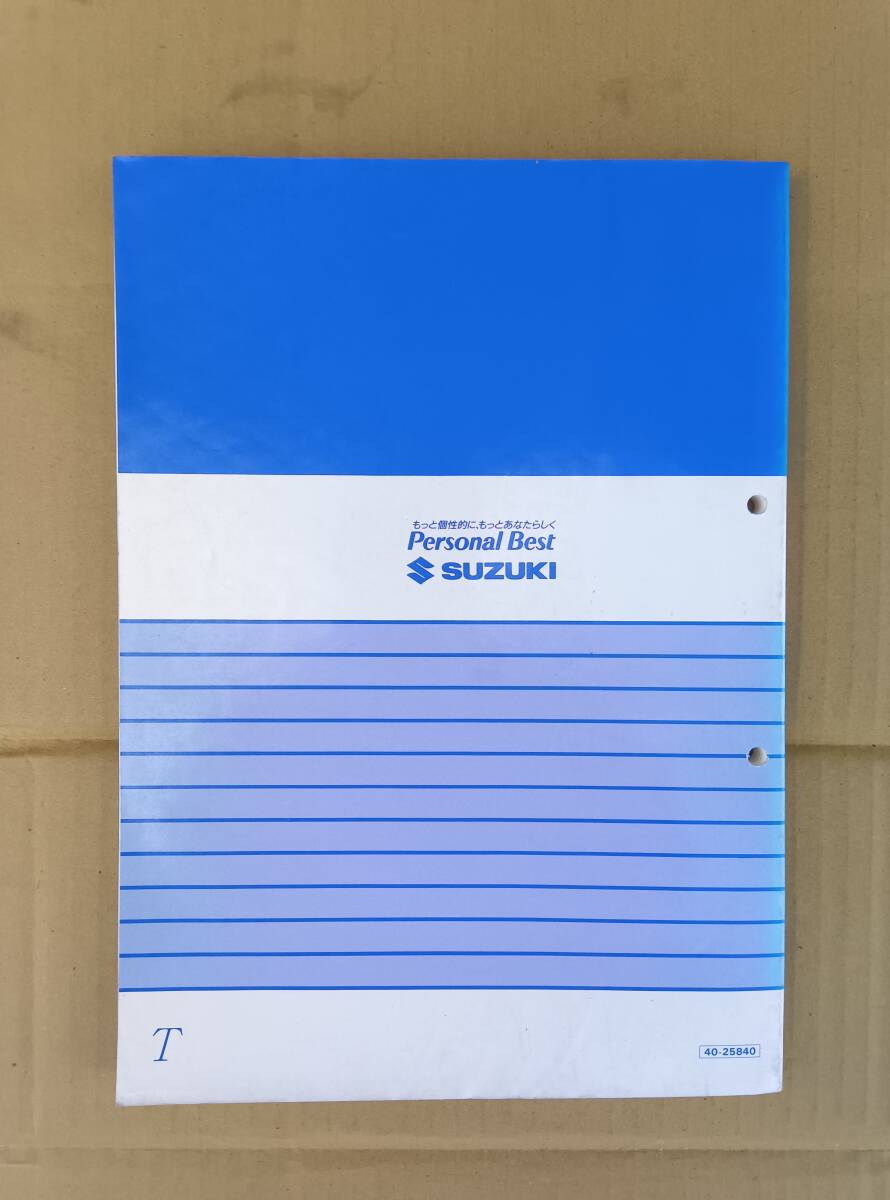 もっと個性的に、もっとあなたらしく
Personal Best
SUZUKI
T
40-25840